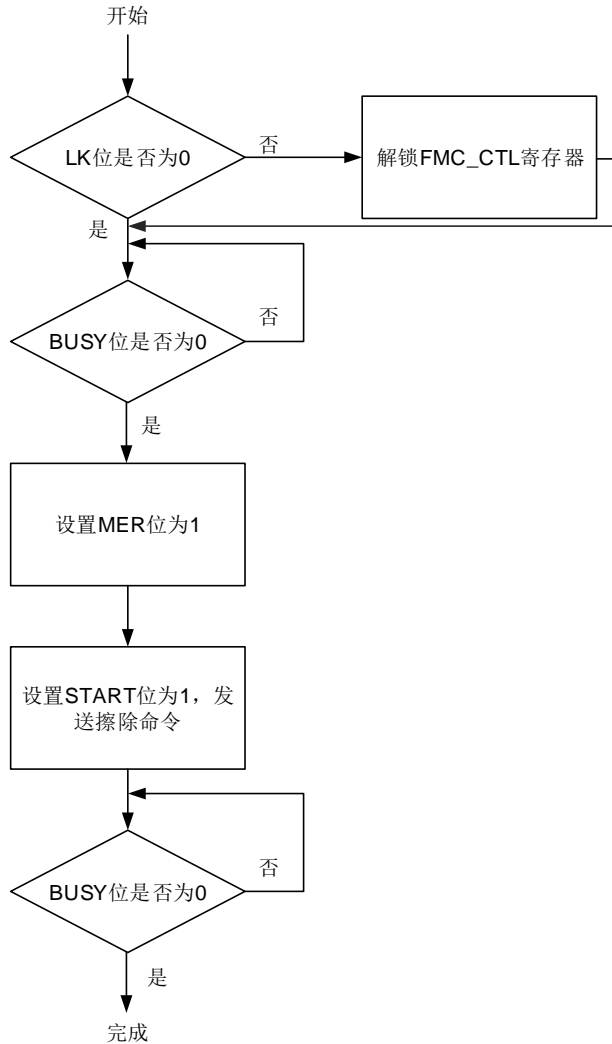 开始
LK位是否为0
否
解锁FMC_CTL寄存器
是
BUSY位是否为0
否
是
设置MER位为1
设置START位为1，发
送擦除命令
BUSY位是否为0
否
是
完成